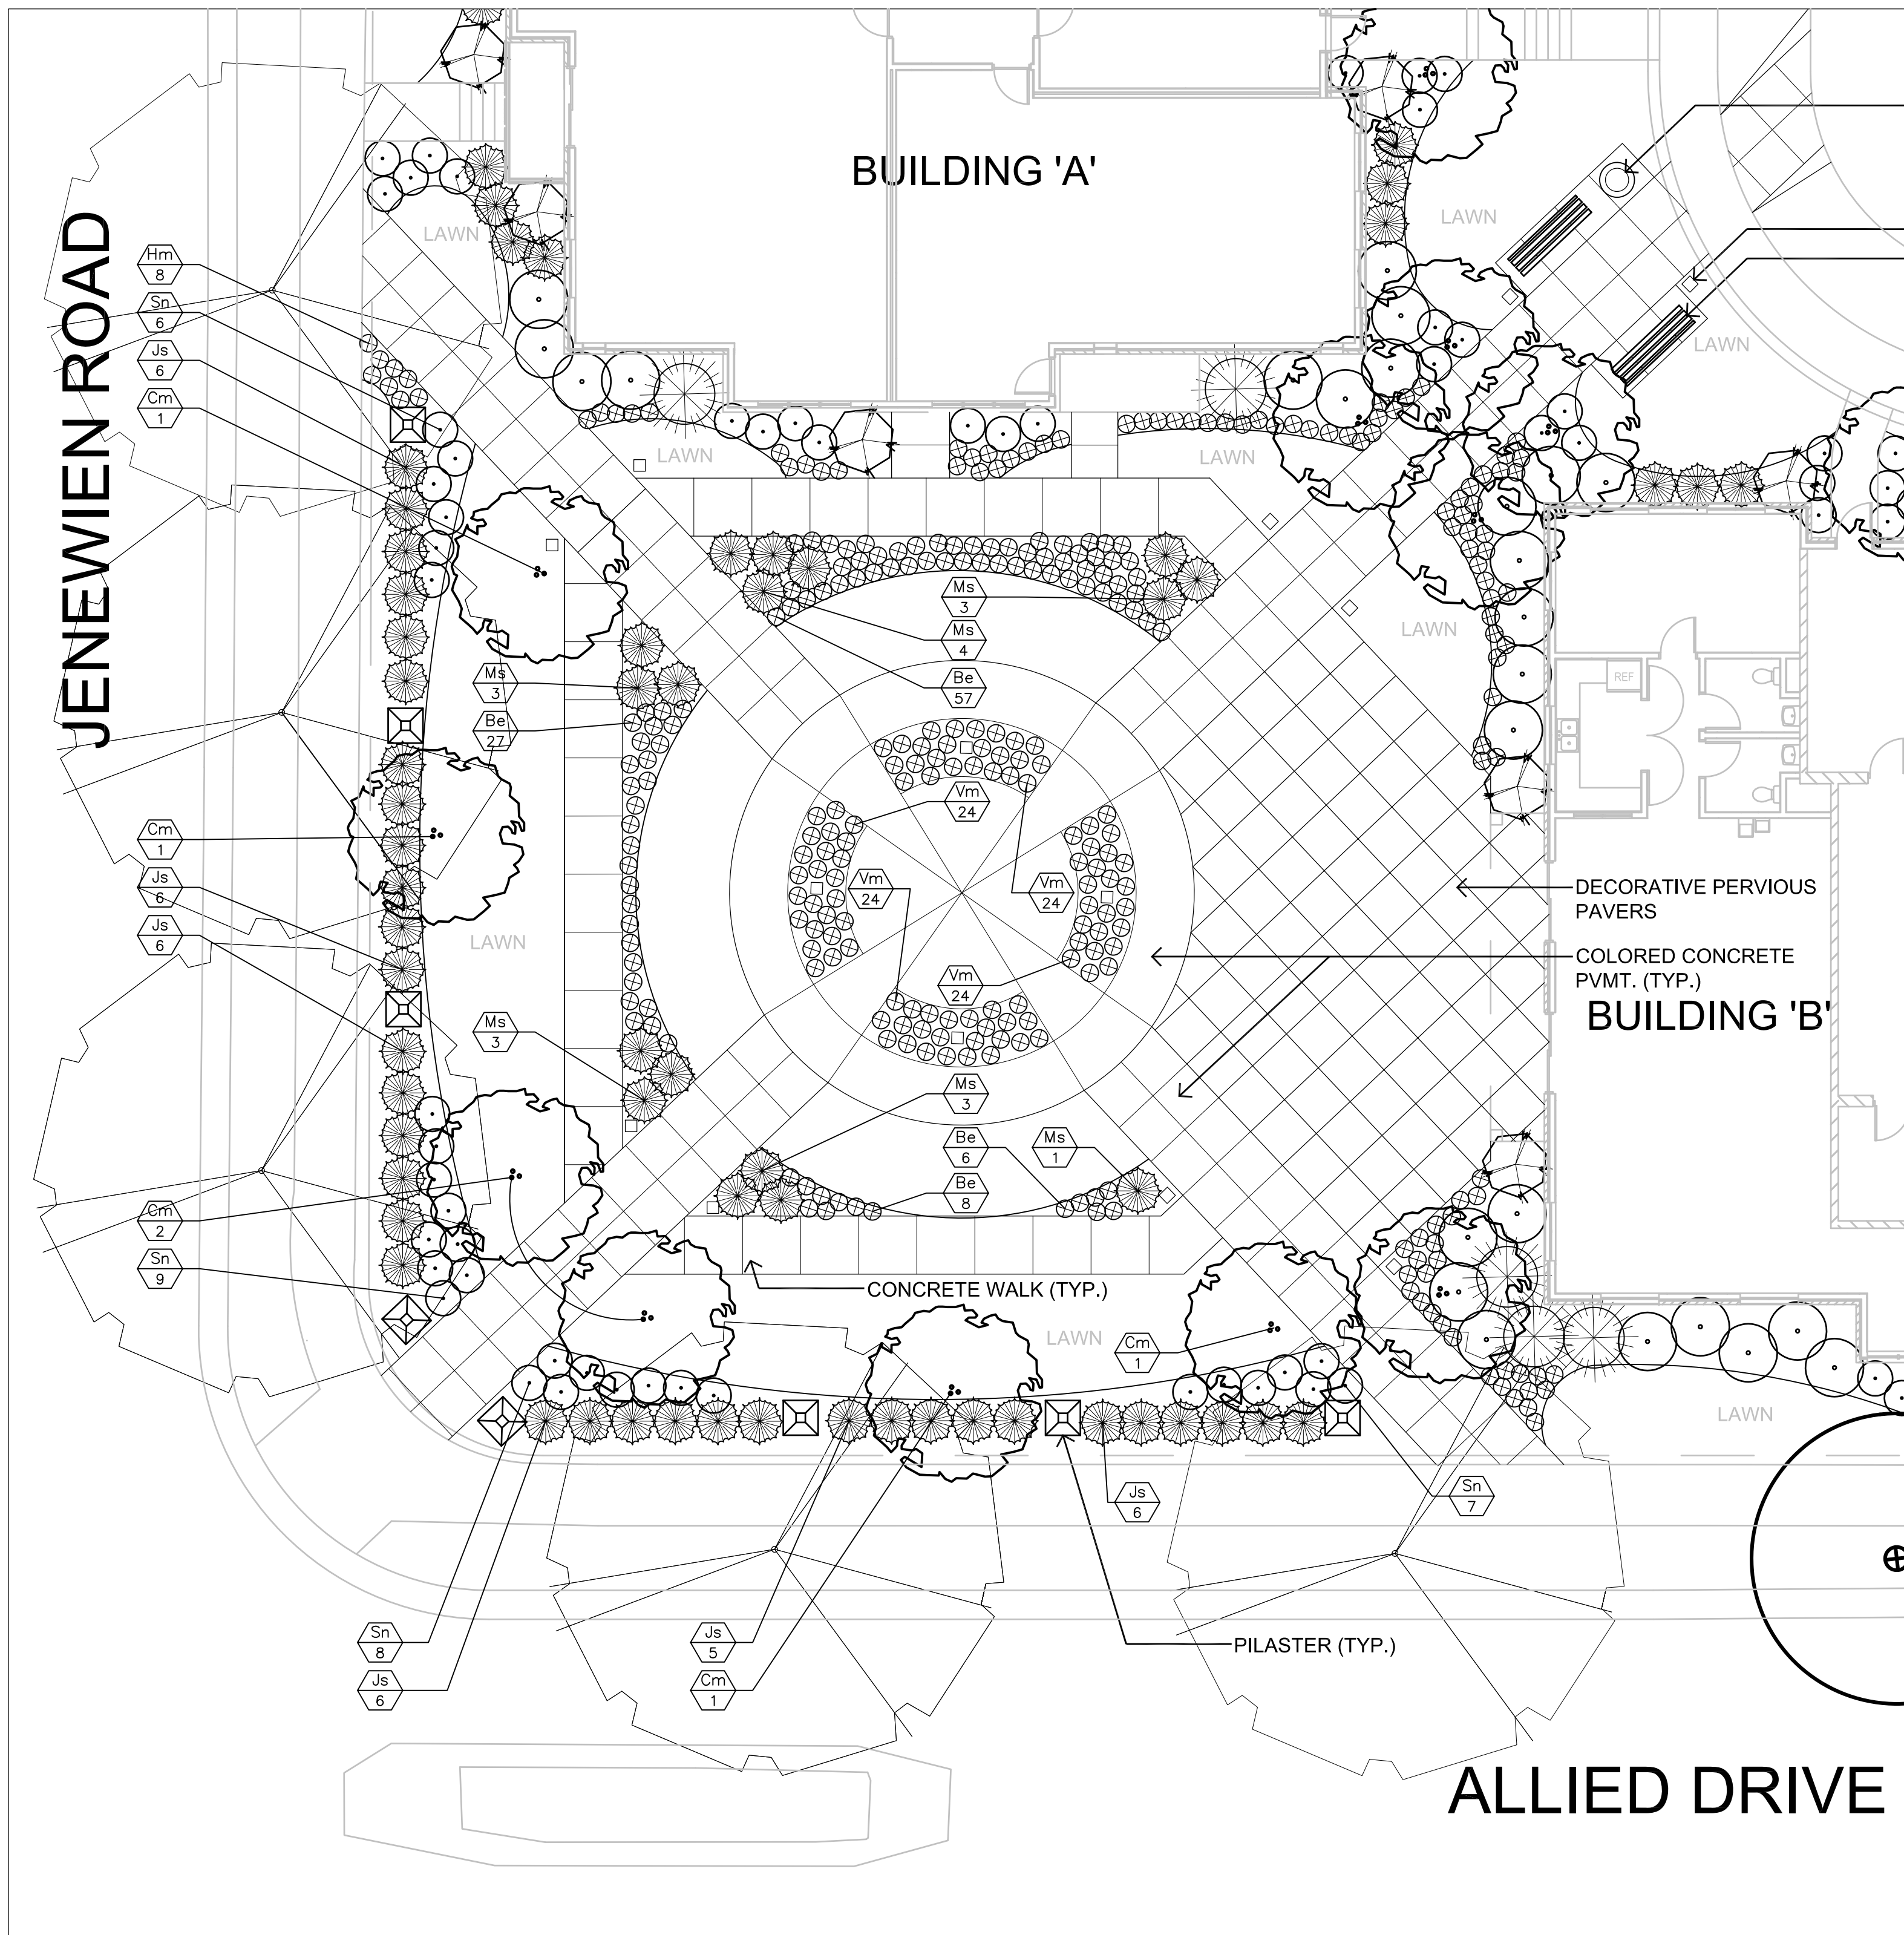 BUILDING 'A'
JENEWIEN ROAD
LAWN
LAWN
Hm
8
Sn
6
Js
6
Cm
1
LAWN
LAWN
LAWN
Ms
3
Ms
4
Be
57
LAWN
REF
Ms
3
Be
27
Vm
24
Vm
24
Vm
24
Vm
24
Cm
1
Js
6
Js
6
LAWN
DECORATIVE PERVIOUS
PAVERS
COLORED CONCRETE
PVMT. (TYP.)
BUILDING 'B'
Ms
3
Ms
3
Be
6
Ms
1
Be
8
Cm
2
Sn
9
CONCRETE WALK (TYP.)
LAWN
Cm
1
LAWN
Js
6
Sn
7
Sn
8
Js
6
Js
5
Cm
1
PILASTER (TYP.)
ALLIED DRIVE